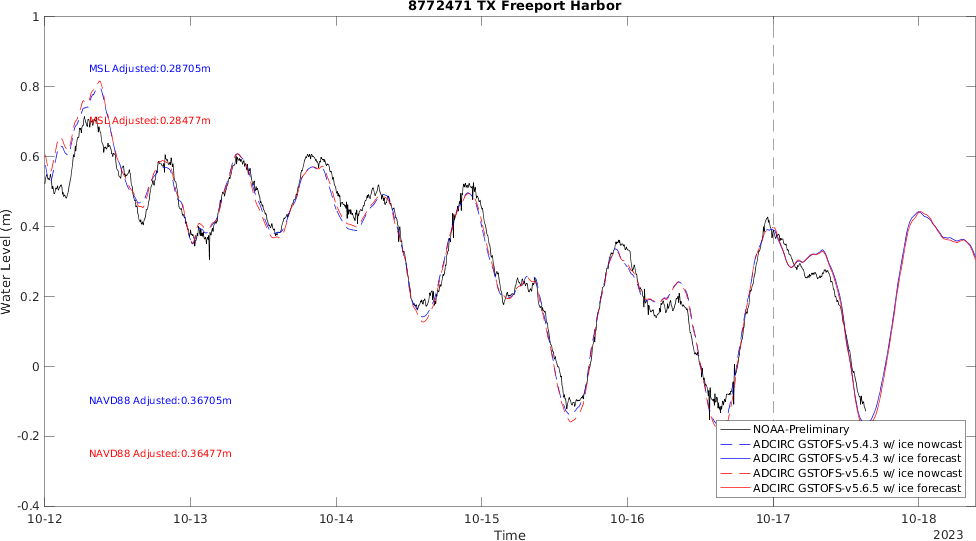 8772471 TX Freeport Harbor
1
0.8
0.6
0.4
0.2
0
-0.2
-0.4
Water Level (m)
MSL Adjusted:0.28705m
MSL Adjusted:0.28477m
NAVD88 Adjusted:0.36705m
NAVD88 Adjusted:0.36477m
NOAA-Preliminary
ADCIRC GSTOFS-v5.4.3 w/ ice nowcast
ADCIRC GSTOFS-v5.4.3 w/ ice forecast
ADCIRC GSTOFS-v5.6.5 w/ ice nowcast
ADCIRC GSTOFS-v5.6.5 w/ ice forecast
10-12 10-13 10-14 10-15 10-16 10-17 10-18
Time
2023